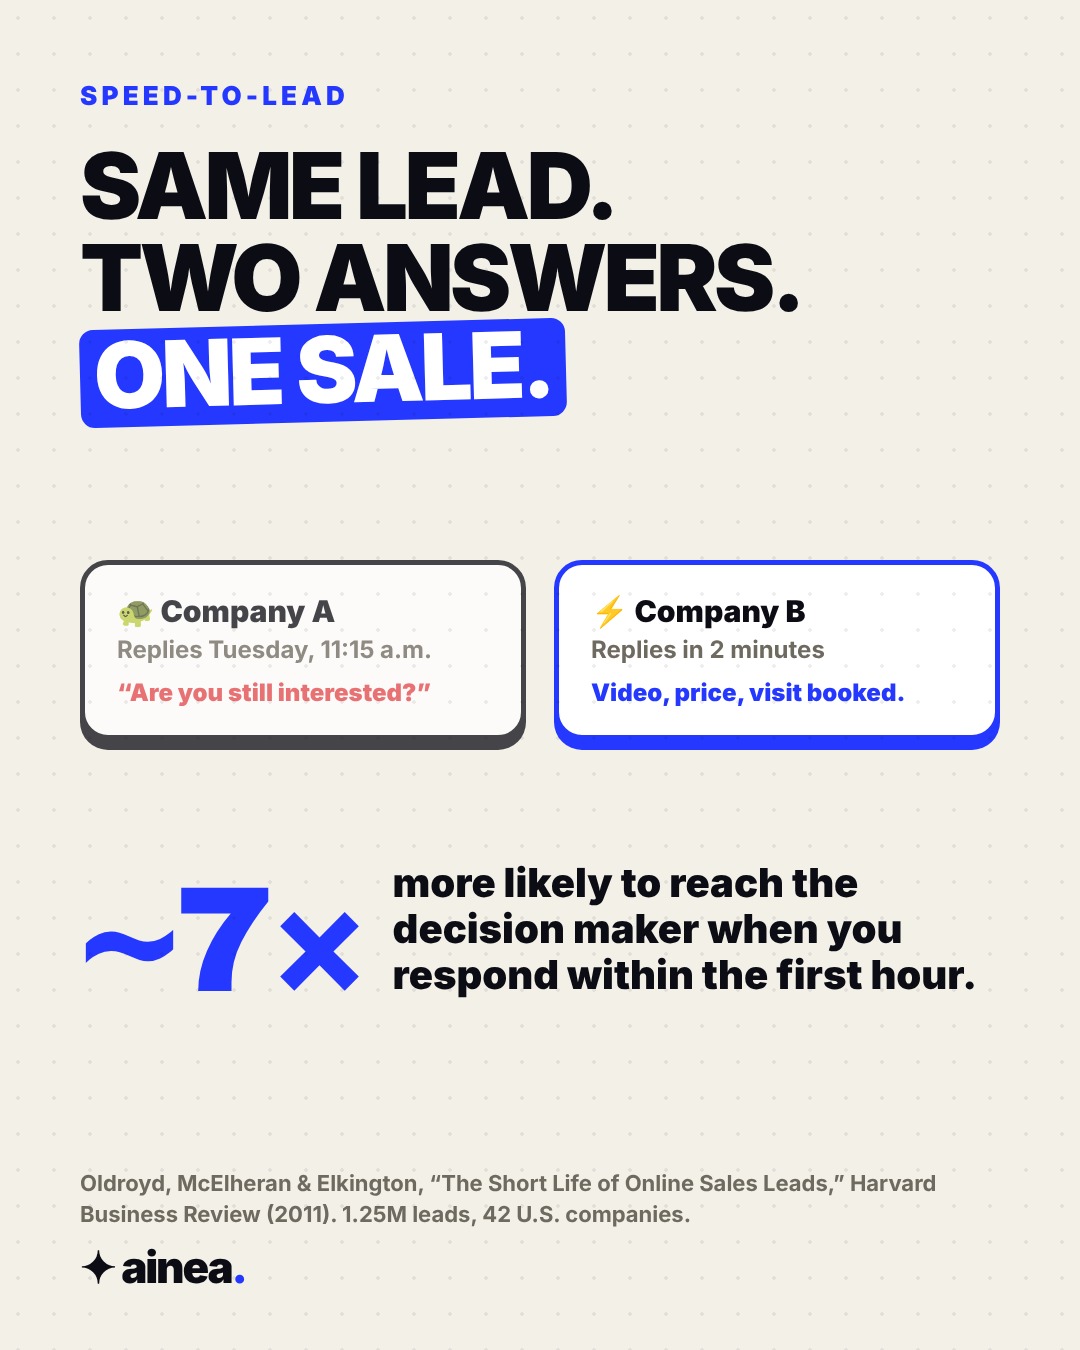 SPEED-TO-LEAD
SAME LEAD.
TWO ANSWERS.
ONE SALE.
🐢 Company A
Replies Tuesday, 11:15 a.m.
“Are you still interested?”
⚡ Company B
Replies in 2 minutes
Video, price, visit booked.
~7×
more likely to reach the
decision maker when you
respond within the first hour.
Oldroyd, McElheran & Elkington, “The Short Life of Online Sales Leads,” Harvard
Business Review (2011). 1.25M leads, 42 U.S. companies.
✦ ainea.